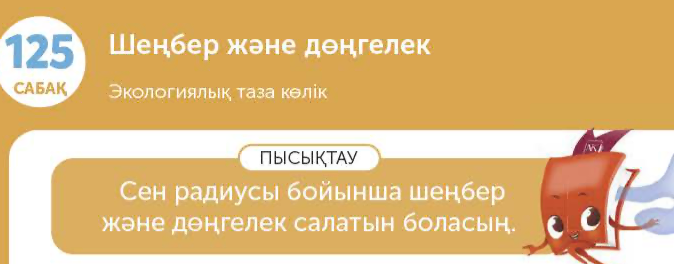 125
САБАҚ
Шеңбер және дөңгелек
Экологиялық таза көлік
ПЫСЫҚТАУ
Сен радиусы бойынша шеңбер
және дөңгелек салатын боласың.